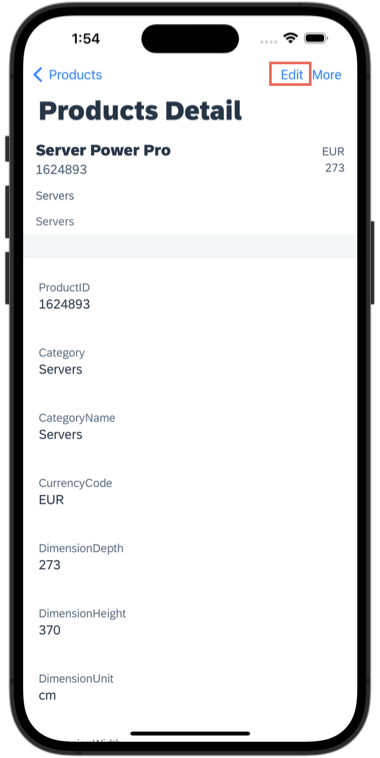 1:54
Products
Edit More
Products Detail
Server Power Pro
EUR
1624893
273
Servers
Servers
ProductID
1624893
Category
Servers
CategoryName
Servers
CurrencyCode
EUR
DimensionDepth
273
DimensionHeight
370
DimensionUnit
cm